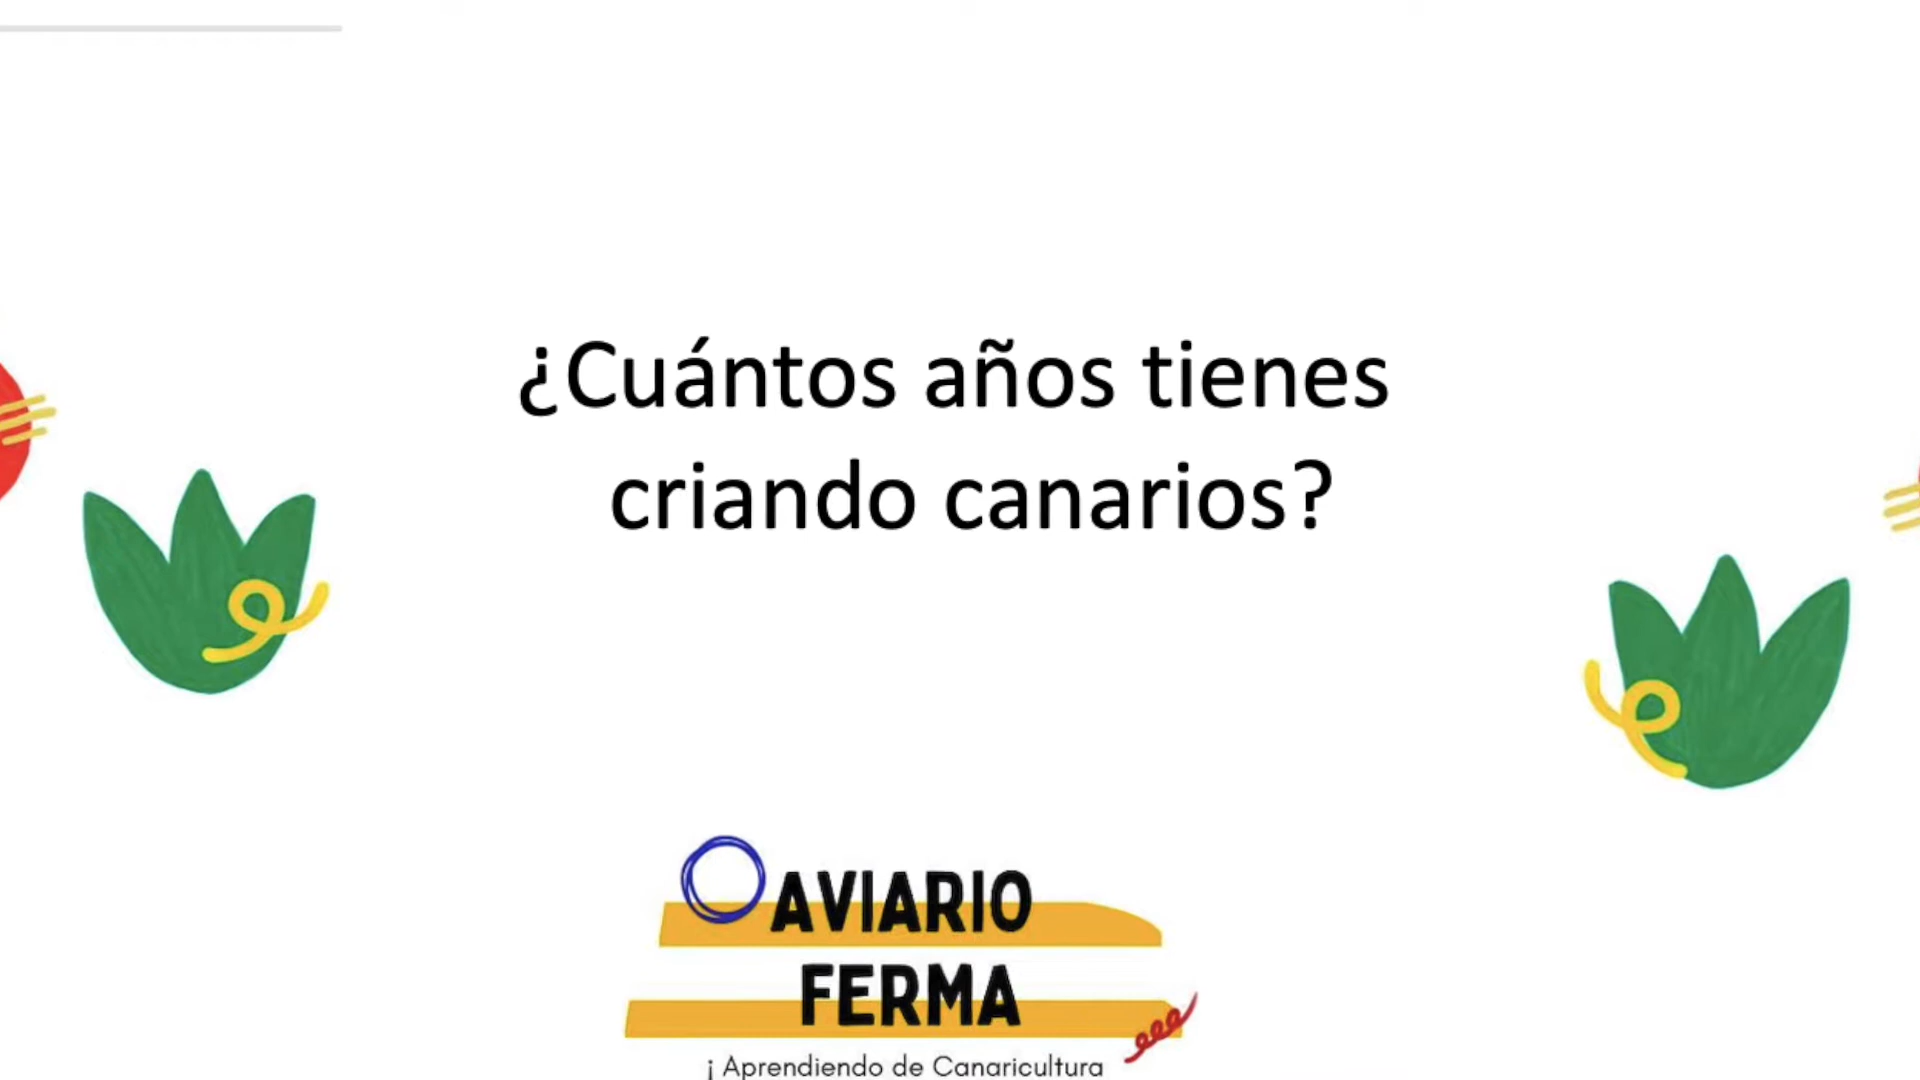 ¿Cuántos años tienes
criando canarios?
AVIARIO
FERMA
¡ Aprendiendo de Canaricultura